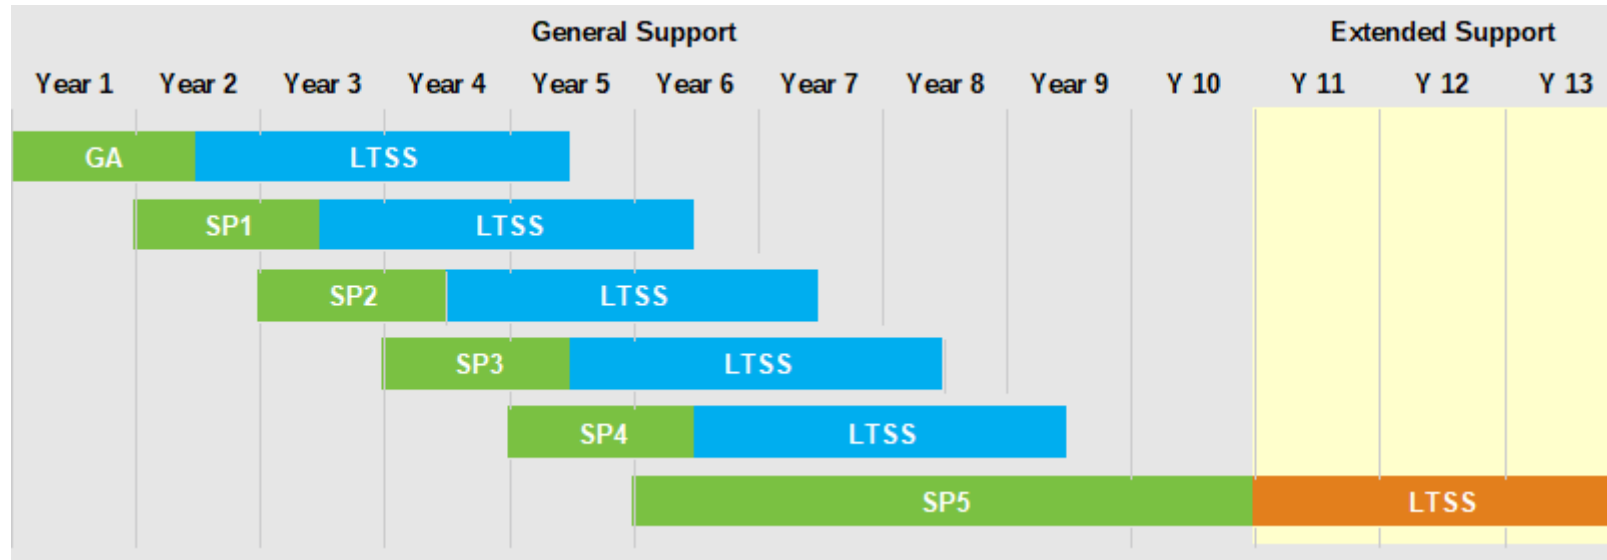 General Support Extended Support
Year 1 Year 2 Year 3 Year 4 Year 5 Year 6 Year 7 Year 8 Year 9 Y 10 Y 11 Y 12 Y 13
GA LTSS
SP1 LTSS
SP2 LTSS
SP3 LTSS
SP4 LTSS
SP5 LTSS